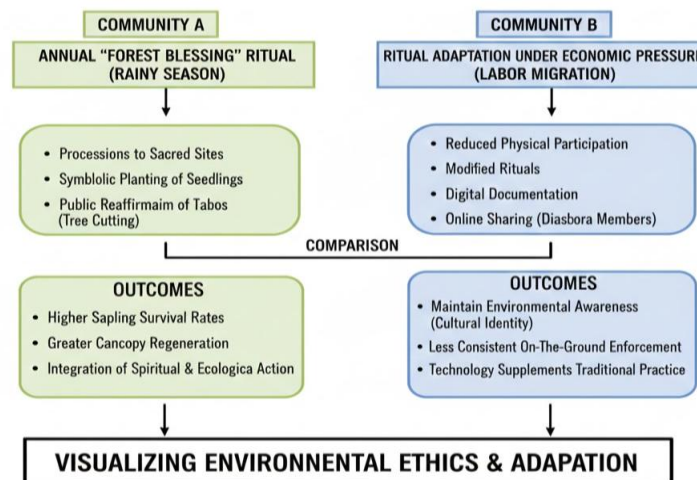 COMMUNITY A
ANNUAL “FOREST BLESSING” RITUAL
(RAINY SEASON)
• Processions to Sacred Sites
• Symblolic Planting of Seedlings
• Public Reaffirmaim of Tabos
(Tree Cutting)
COMMUNITY B
RITUAL ADAPTATION UNDER ECONOMIC PRESSURE
(LABOR MIGRATION)
• Reduced Physical Participation
• Modified Rituals
• Digital Documentation
• Online Sharing (Diasbora Members)
COMPARISON
OUTCOMES
• Higher Sapling Survival Rates
• Greater Cancopy Regeneration
• Integration of Spiritual & Ecologica Action
OUTCOMES
• Maintain Environmental Awareness
(Cultural Identity)
• Less Consistent On-The-Ground Enforcement
• Technology Supplements Traditional Practice
VISUALIZING ENVIRONMENTAL ETHICS & ADAPATION